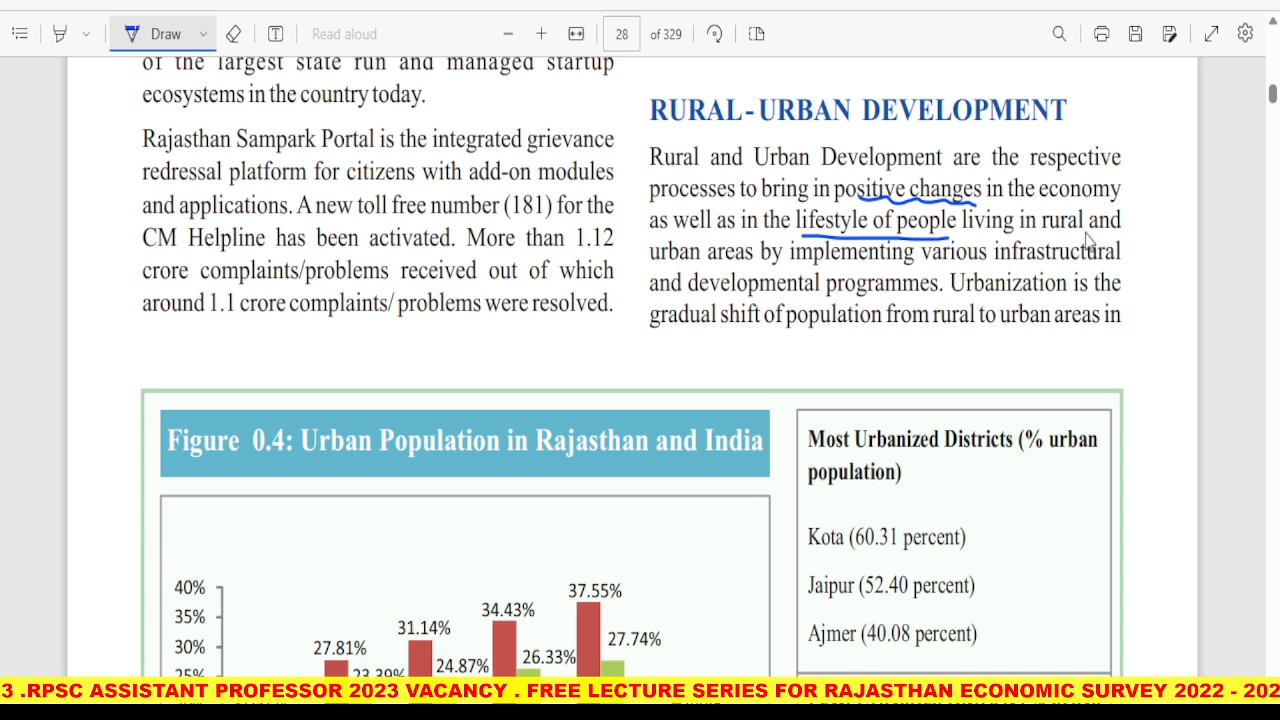 Draw
Read aloud
28
of 329
of the largest state run and managed startup
ecosystems in the country today.
Rajasthan Sampark Portal is the integrated grievance
redressal platform for citizens with add-on modules
and applications. A new toll free number (181) for the
CM Helpline has been activated. More than 1.12
crore complaints/problems received out of which
around 1.1 crore complaints/ problems were resolved.
RURAL-URBAN DEVELOPMENT
Rural and Urban Development are the respective
processes to bring in positive changes in the economy
as well as in the lifestyle of people living in rural and
urban areas by implementing various infrastructural
and developmental programmes. Urbanization is the
gradual shift of population from rural to urban areas in
Figure 0.4: Urban Population in Rajasthan and India
40%
35%
30%
25%
27.81%
23.39%
31.14%
24.87%
34.43%
26.33%
37.55%
27.74%
Most Urbanized Districts (% urban
population)
Kota (60.31 percent)
Jaipur (52.40 percent)
Ajmer (40.08 percent)
3 .RPSC ASSISTANT PROFESSOR 2023 VACANCY . FREE LECTURE SERIES FOR RAJASTHAN ECONOMIC SURVEY 2022 - 202